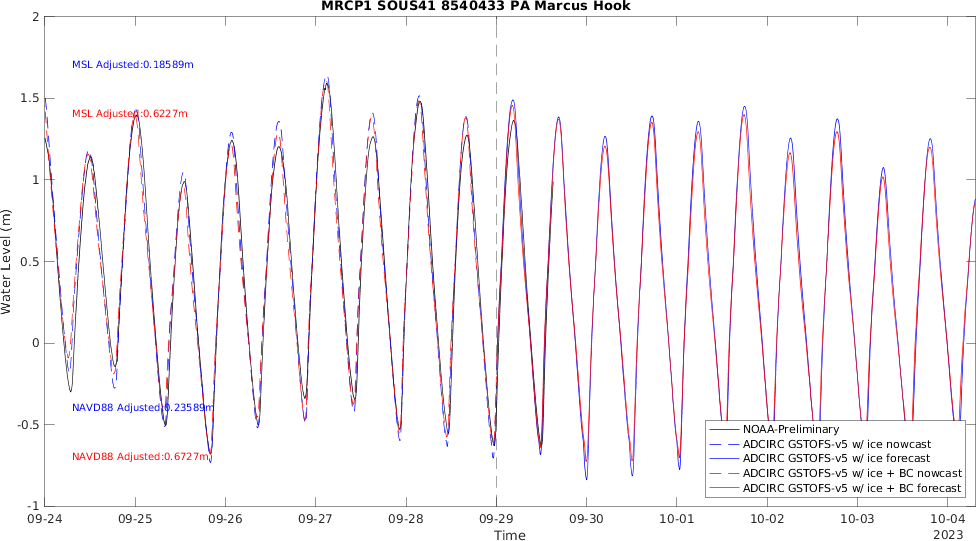 MRCP1 SOUS41 8540433 PA Marcus Hook
2
1.5
1
0.5
0
-0.5
-1
Water Level (m)
MSL Adjusted:0.18589m
MSL Adjusted:0.6227m
NAVD88 Adjusted:0.23589m
NAVD88 Adjusted:0.6727m
NOAA-Preliminary
ADCIRC GSTOFS-v5 w/ ice nowcast
ADCIRC GSTOFS-v5 w/ ice forecast
ADCIRC GSTOFS-v5 w/ ice + BC nowcast
ADCIRC GSTOFS-v5 w/ ice + BC forecast
09-24 09-25 09-26 09-27 09-28 09-29 09-30 10-01 10-02 10-03 10-04
Time
2023